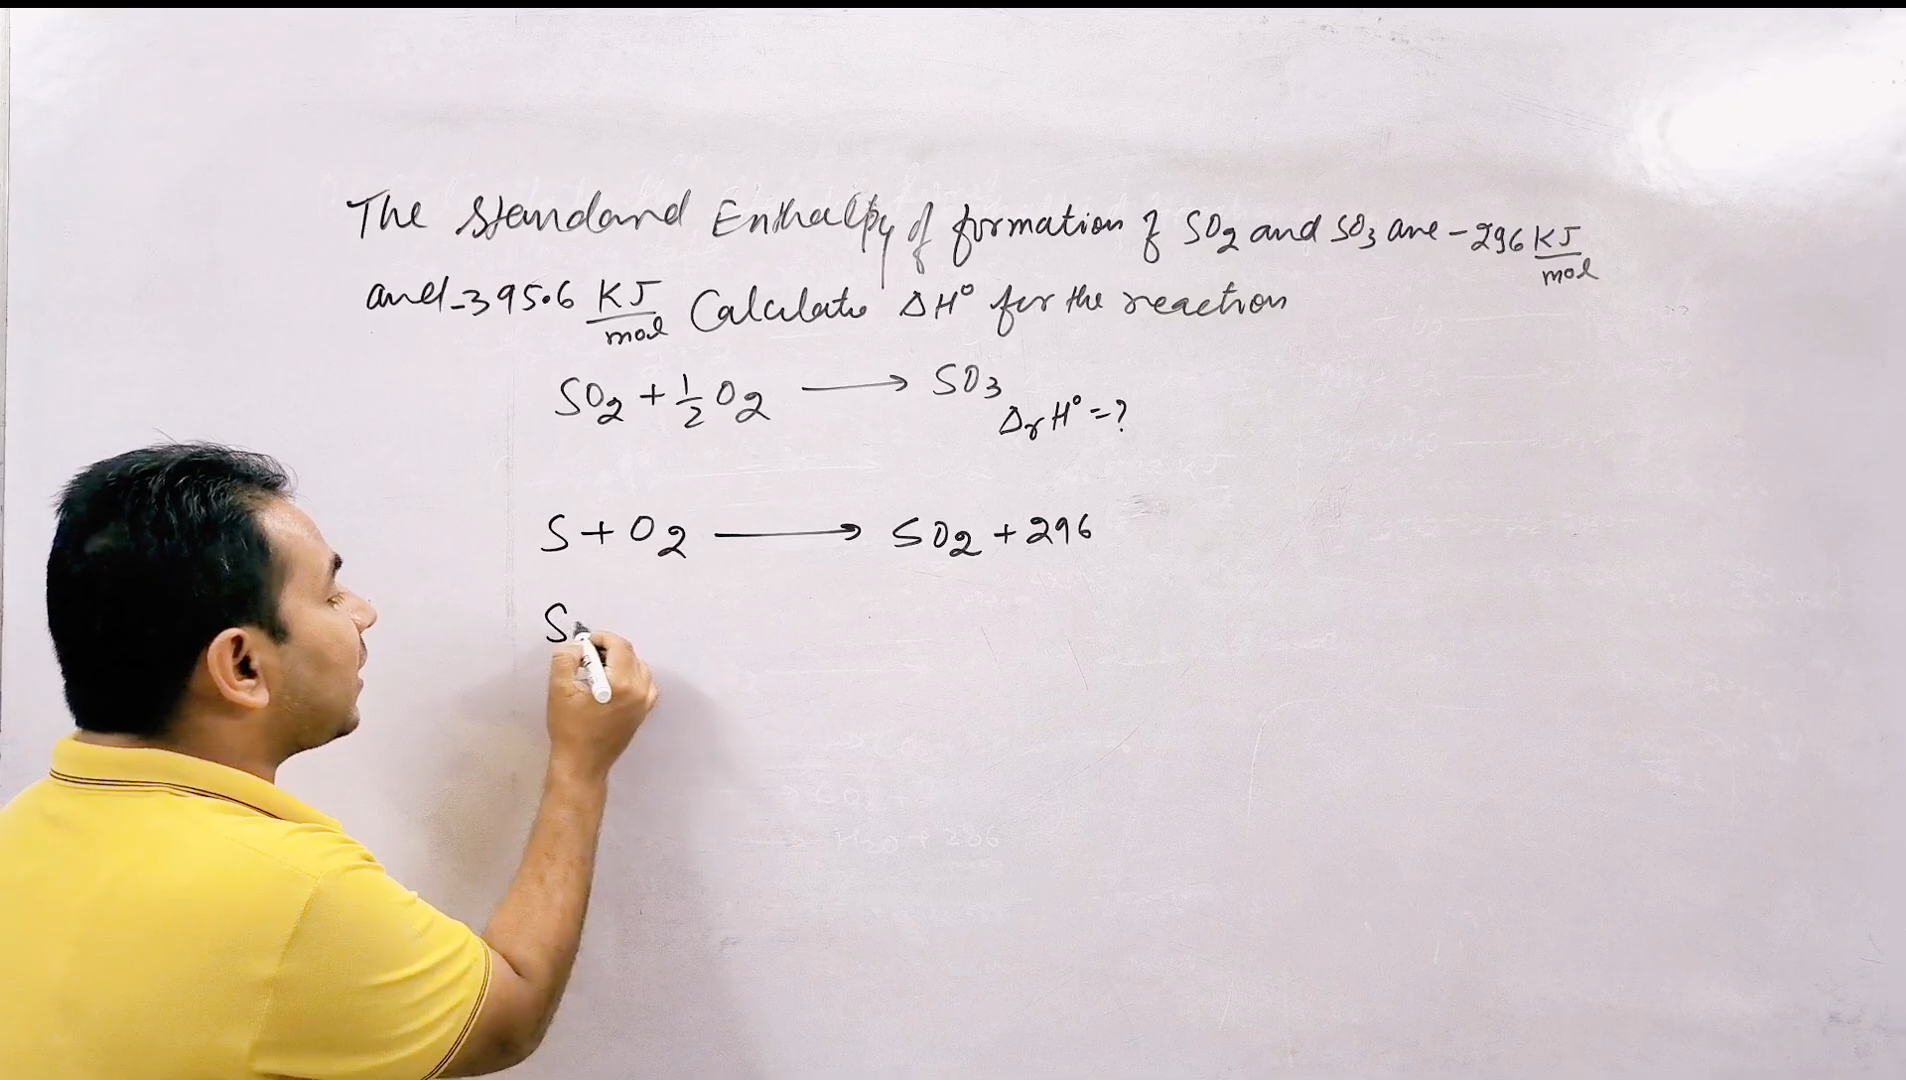 The Standard Enthalpy of formation of SO₂ and SO₃ are -296 KJ/mol
and -395.6 KJ/mol Calculate ΔH° for the reaction
SO₂ + 1/2 O₂ ⟶ SO₃
ΔrH° = ?
S + O₂ ⟶ SO₂ + 296
S